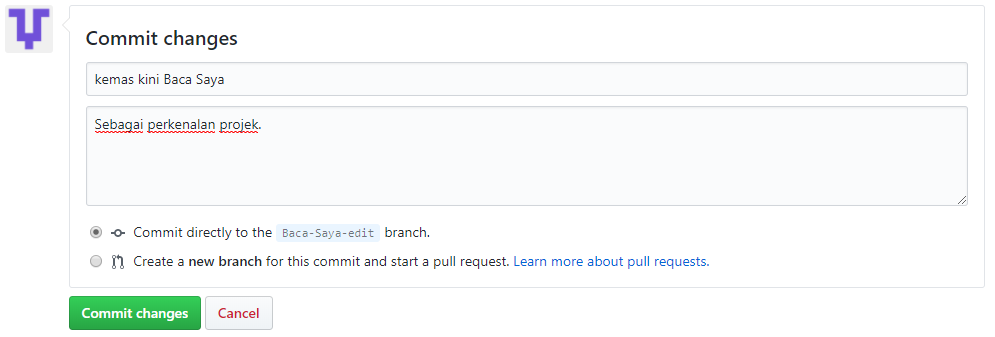 Commit changes
kemas kini Baca Saya
Sebagai perkenalan projek.
Commit directly to the Baca-Saya-edit branch.
Create a new branch for this commit and start a pull request. Learn more about pull requests.
Commit changes Cancel